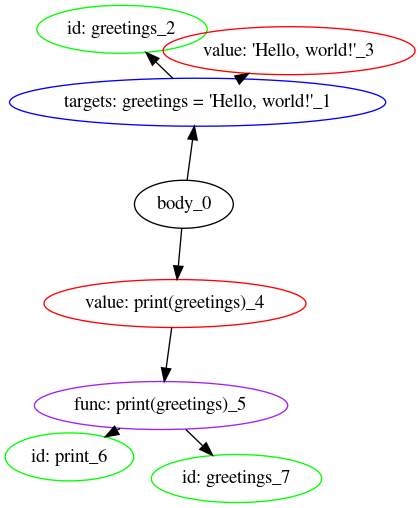 id: greetings_2
value: 'Hello, world!'_3
targets: greetings = 'Hello, world!'_1
body_0
value: print(greetings)_4
func: print(greetings)_5
id: print_6
id: greetings_7